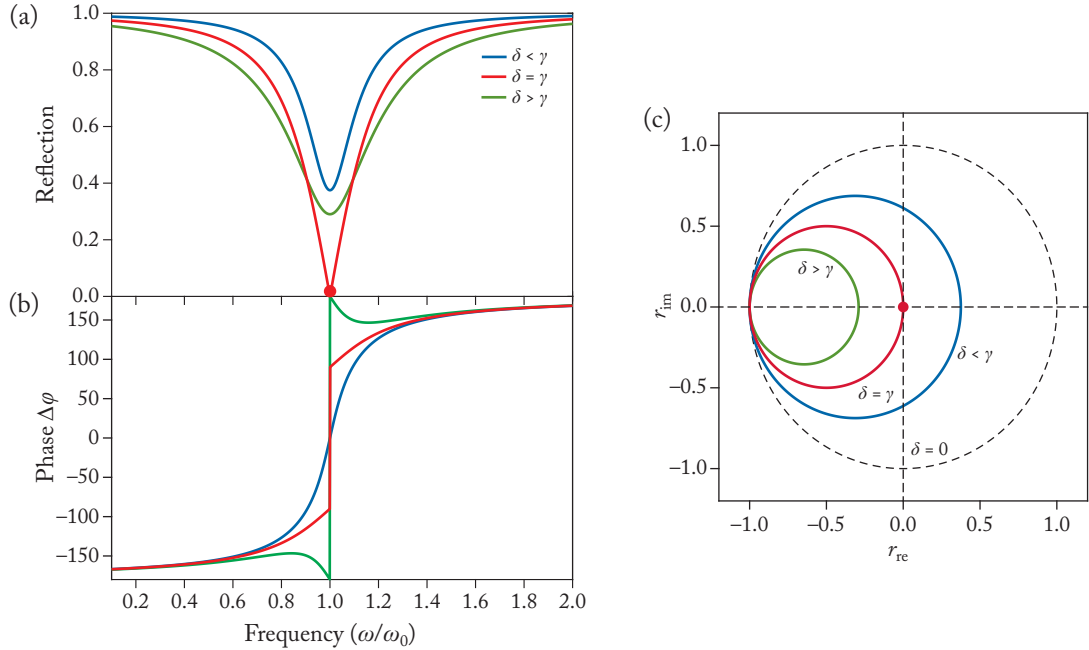 (a)
1.0
0.8
0.6
0.4
0.2
0.0
Reflection
δ < γ
δ = γ
δ > γ
(b)
150
100
50
0
−50
−100
−150
Phase Δφ
0.2 0.4 0.6 0.8 1.0 1.2 1.4 1.6 1.8 2.0
Frequency (ω/ω₀)
(c)
1.0
0.5
0.0
−0.5
−1.0
r_im
δ > γ
δ < γ
δ = γ
δ = 0
−1.0 −0.5 0.0 0.5 1.0
r_re